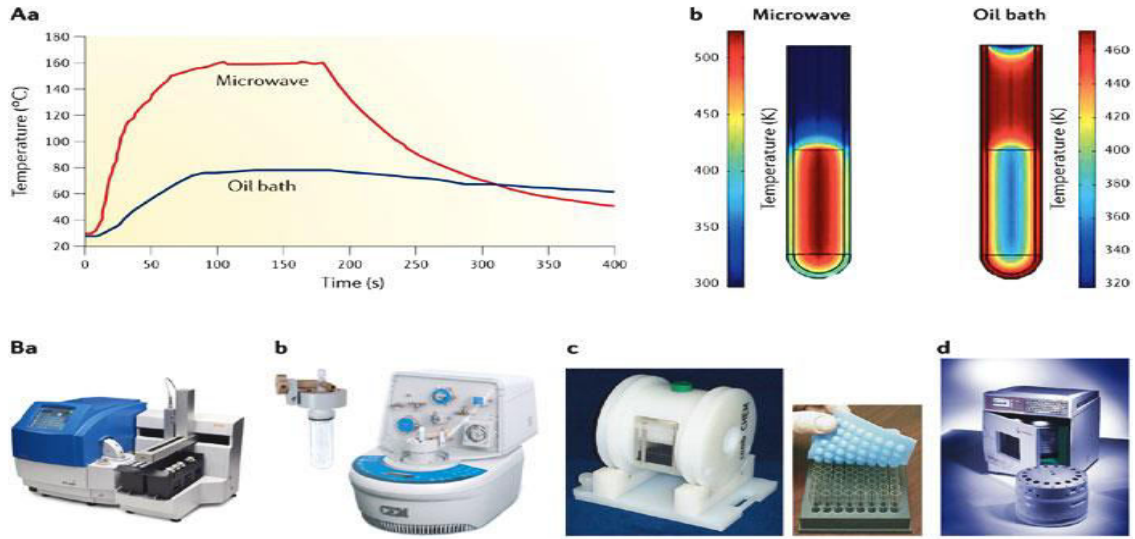 Aa
180
160
140
120
100
80
60
40
20
Temperature (ºC)
Microwave
Oil bath
0 50 100 150 200 250 300 350 400
Time (s)
b
Microwave Oil bath
500
450
400
350
300
Temperature (K)
460
440
420
400
380
360
340
320
Temperature (K)
Ba
b
CEM
c
d